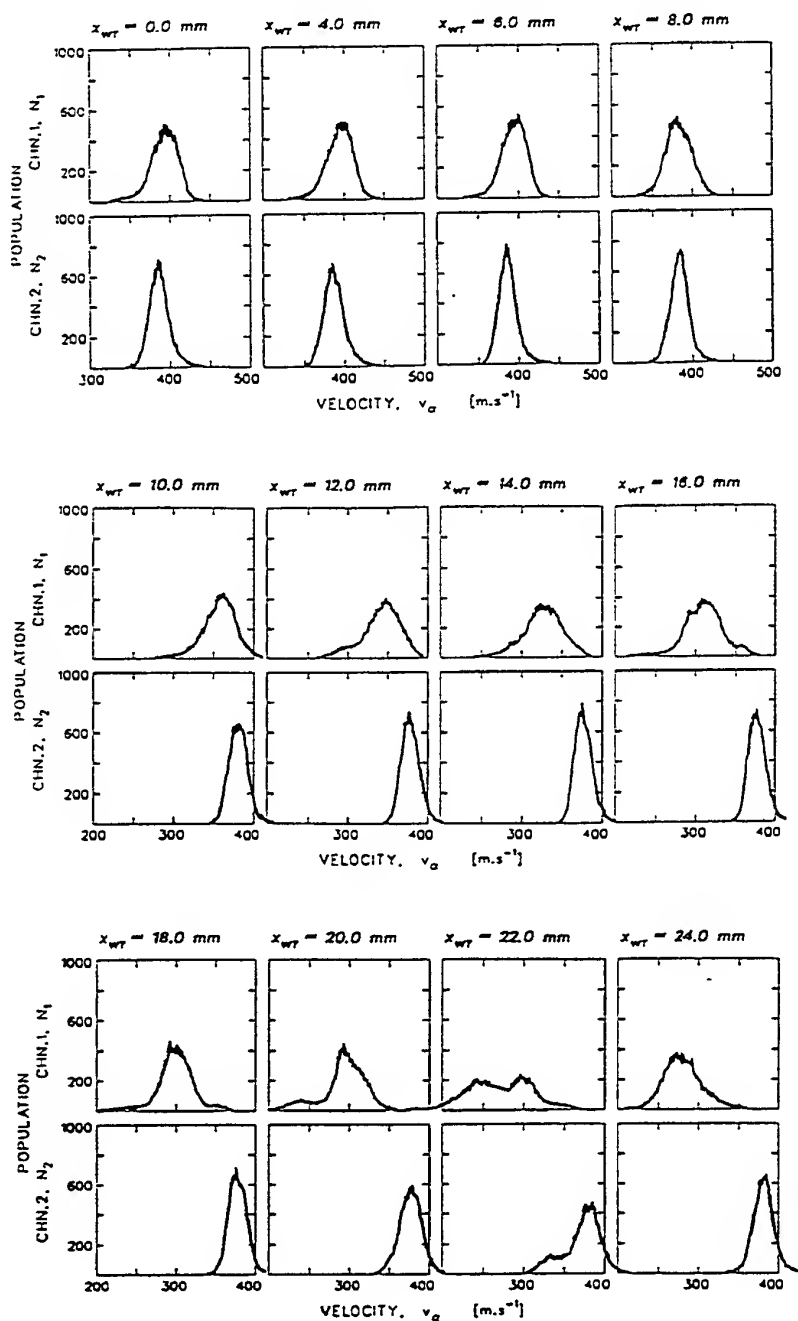 x_WT = 0.0 mm x_WT = 4.0 mm x_WT = 6.0 mm x_WT = 8.0 mm
POPULATION
CHN.1, N₁
1000
500
200
CHN.2, N₂
1000
600
200
300 400 500 400 500 400 500 400 500
VELOCITY, v_α [m.s⁻¹]
x_WT = 10.0 mm x_WT = 12.0 mm x_WT = 14.0 mm x_WT = 16.0 mm
POPULATION
CHN.1, N₁
1000
600
200
CHN.2, N₂
1000
600
200
200 300 400 300 400 300 400 300 400
VELOCITY, v_α [m.s⁻¹]
x_WT = 18.0 mm x_WT = 20.0 mm x_WT = 22.0 mm x_WT = 24.0 mm
POPULATION
CHN.1, N₁
1000
600
200
CHN.2, N₂
1000
600
200
200 300 400 300 400 300 400 300 400
VELOCITY, v_α [m.s⁻¹]